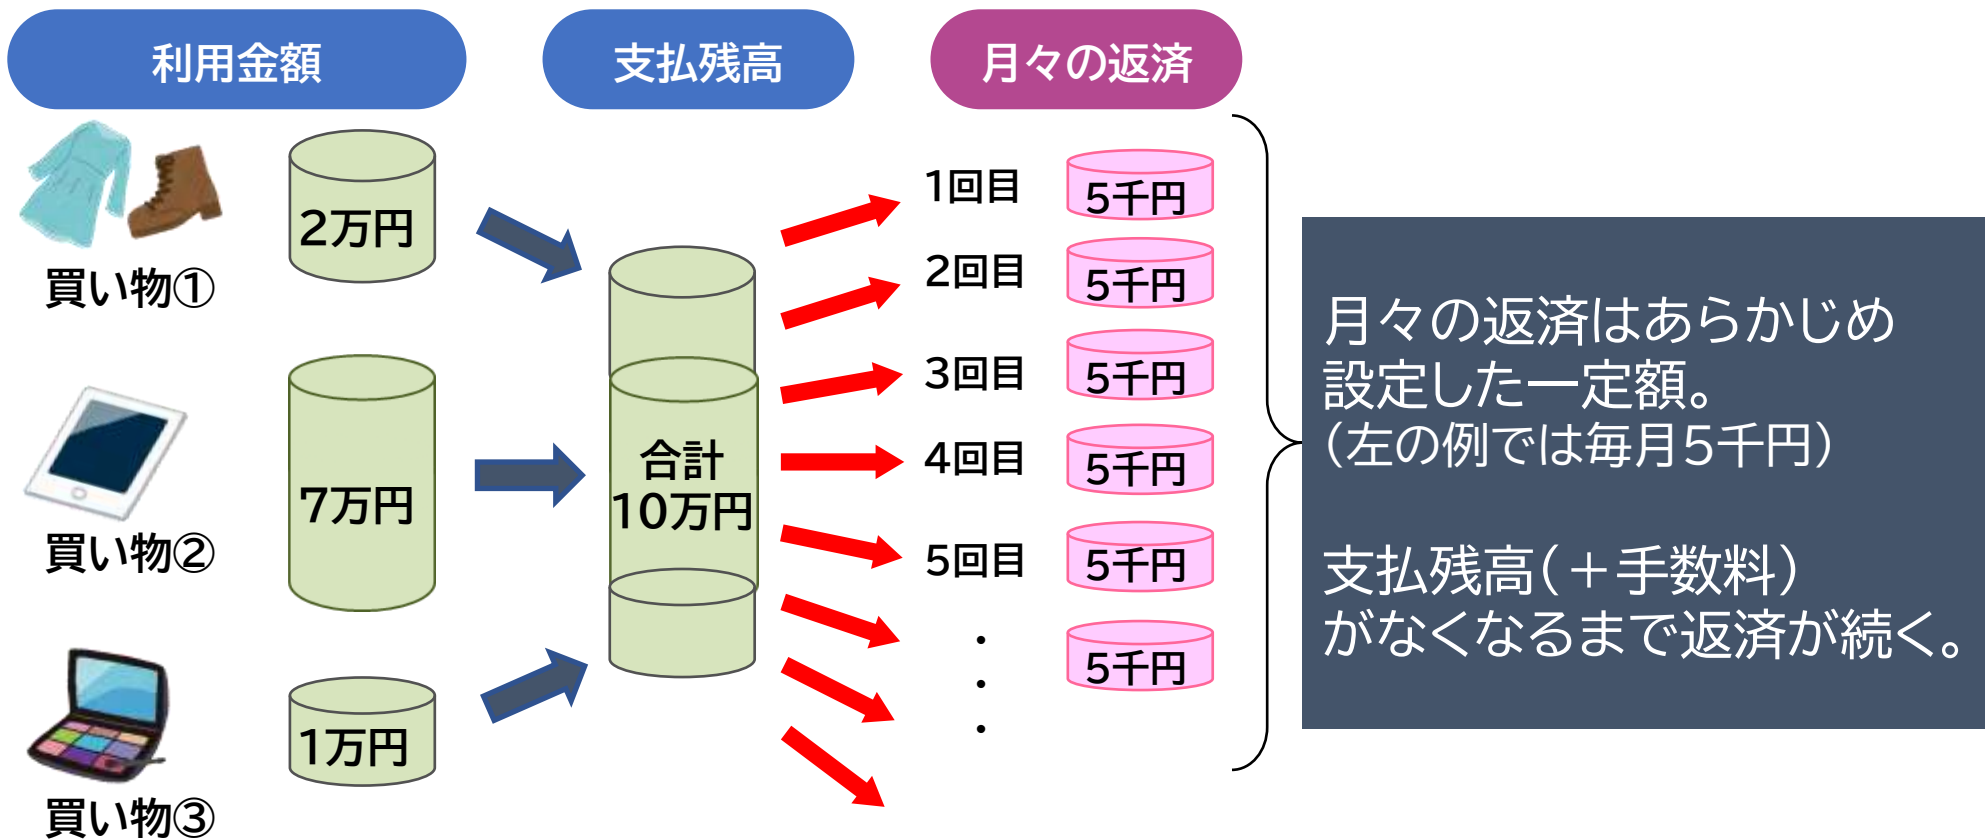 利用金額
支払残高
月々の返済
買い物①
2万円
買い物②
7万円
買い物③
1万円
合計
10万円
1回目
5千円
2回目
5千円
3回目
5千円
4回目
5千円
5回目
5千円
・
・
・
5千円
月々の返済はあらかじめ
設定した一定額。
（左の例では毎月5千円）
支払残高（＋手数料）
がなくなるまで返済が続く。